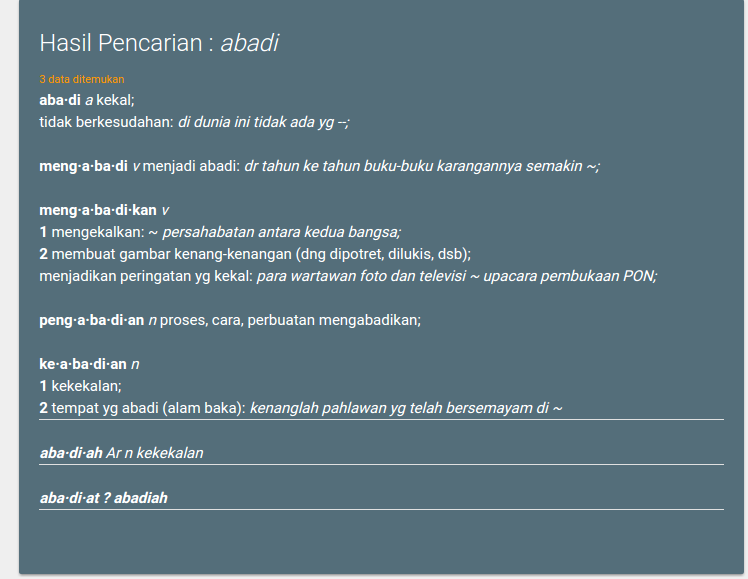 Hasil Pencarian : abadi
3 data ditemukan
aba·di a kekal;
tidak berkesudahan: di dunia ini tidak ada yg --;
meng·a·ba·di v menjadi abadi: dr tahun ke tahun buku-buku karangannya semakin ~;
meng·a·ba·di·kan v
1 mengekalkan: ~ persahabatan antara kedua bangsa;
2 membuat gambar kenang-kenangan (dng dipotret, dilukis, dsb);
menjadikan peringatan yg kekal: para wartawan foto dan televisi ~ upacara pembukaan PON;
peng·a·ba·di·an n proses, cara, perbuatan mengabadikan;
ke·a·ba·di·an n
1 kekekalan;
2 tempat yg abadi (alam baka): kenanglah pahlawan yg telah bersemayam di ~
aba·di·ah Ar n kekekalan
aba·di·at ? abadiah